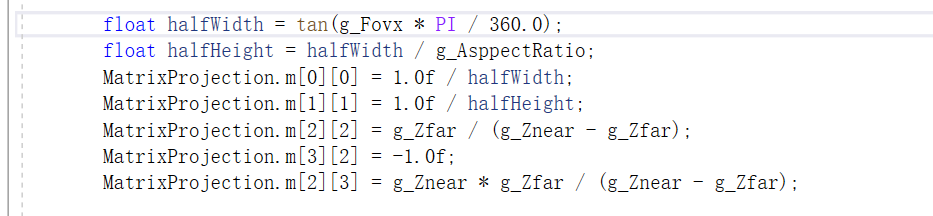 float halfWidth = tan(g_Fovx * PI / 360.0);
float halfHeight = halfWidth / g_AsppectRatio;
MatrixProjection.m[0][0] = 1.0f / halfWidth;
MatrixProjection.m[1][1] = 1.0f / halfHeight;
MatrixProjection.m[2][2] = g_Zfar / (g_Znear - g_Zfar);
MatrixProjection.m[3][2] = -1.0f;
MatrixProjection.m[2][3] = g_Znear * g_Zfar / (g_Znear - g_Zfar);